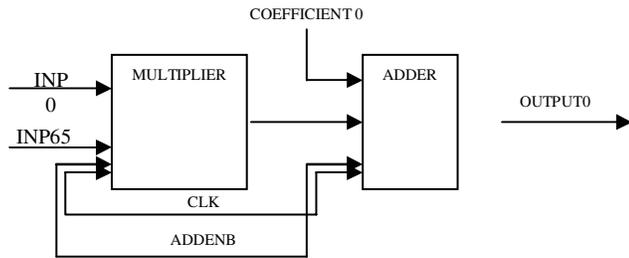 COEFFICIENT 0
MULTIPLIER
ADDER
INP
0
OUTPUT0
INP65
CLK
ADDENB